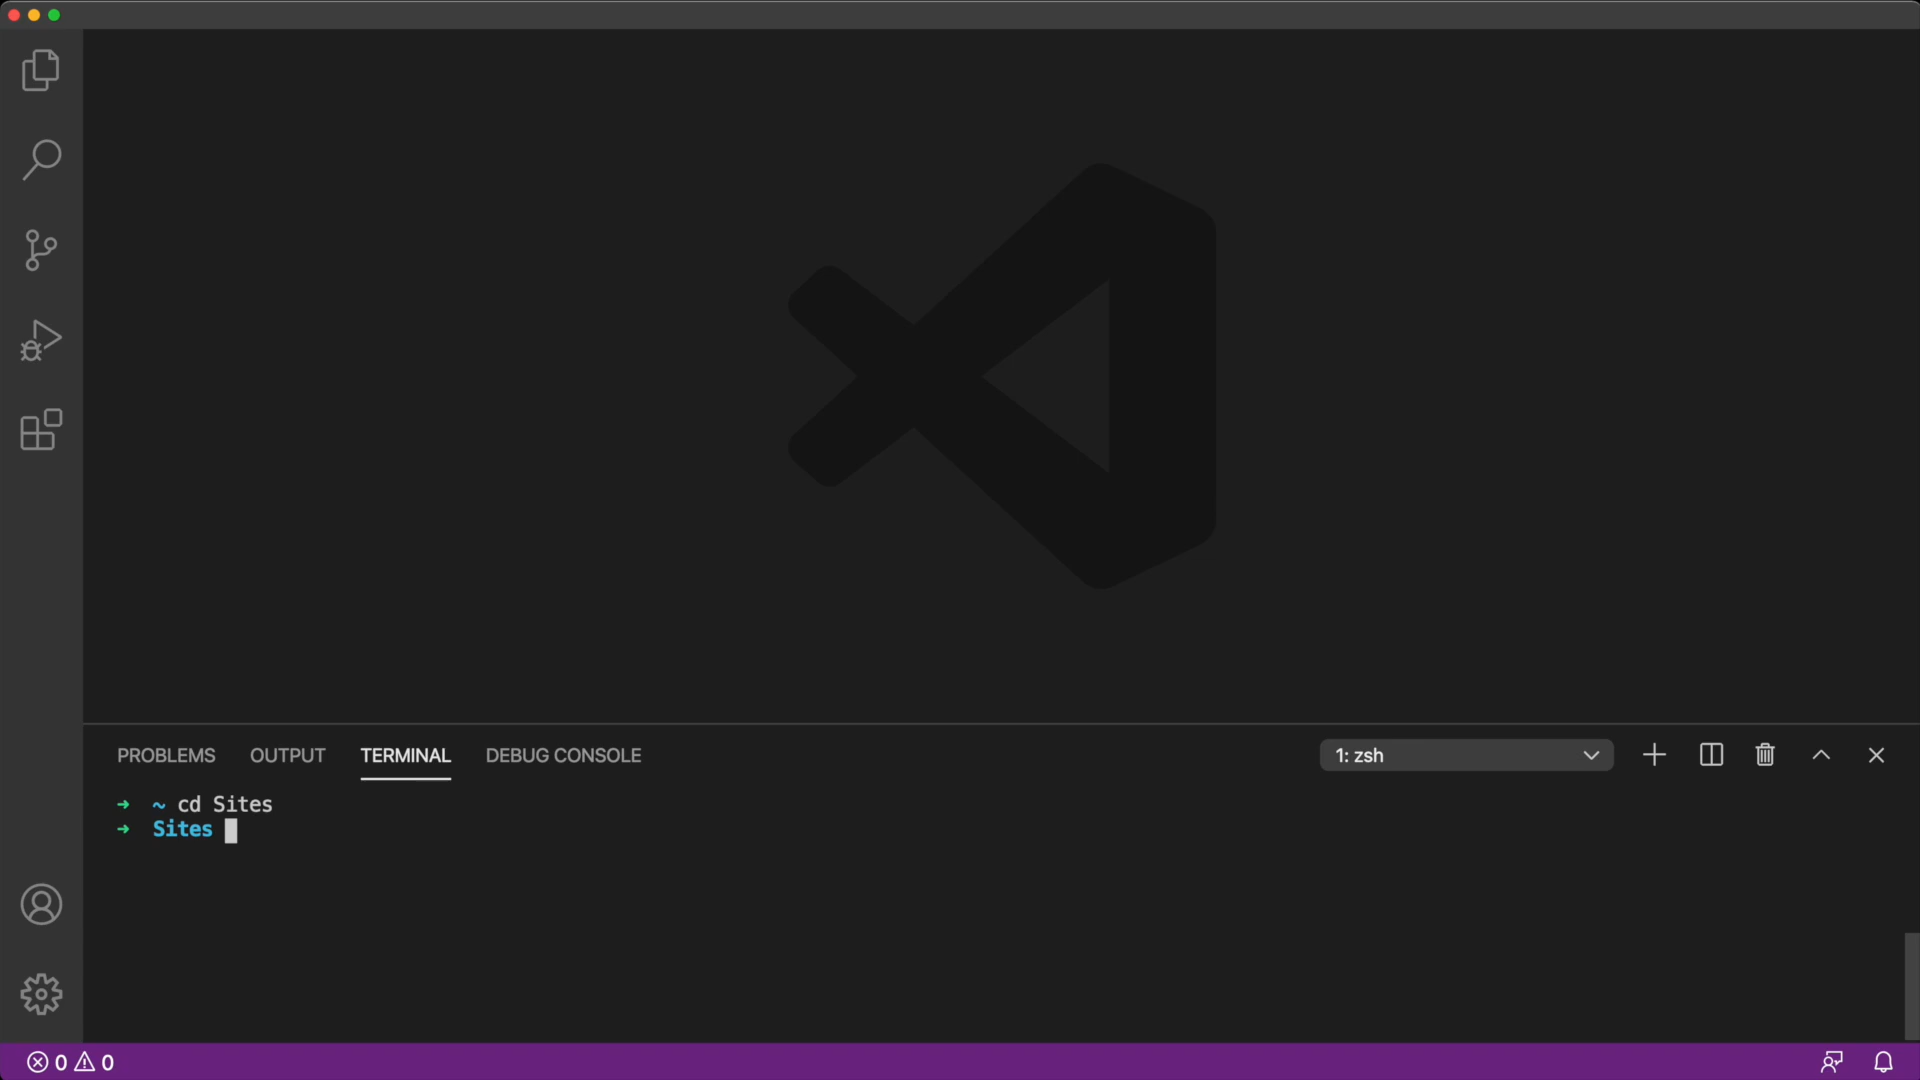 PROBLEMS OUTPUT TERMINAL DEBUG CONSOLE 1: zsh
➜ ~ cd Sites
➜ Sites
0 0